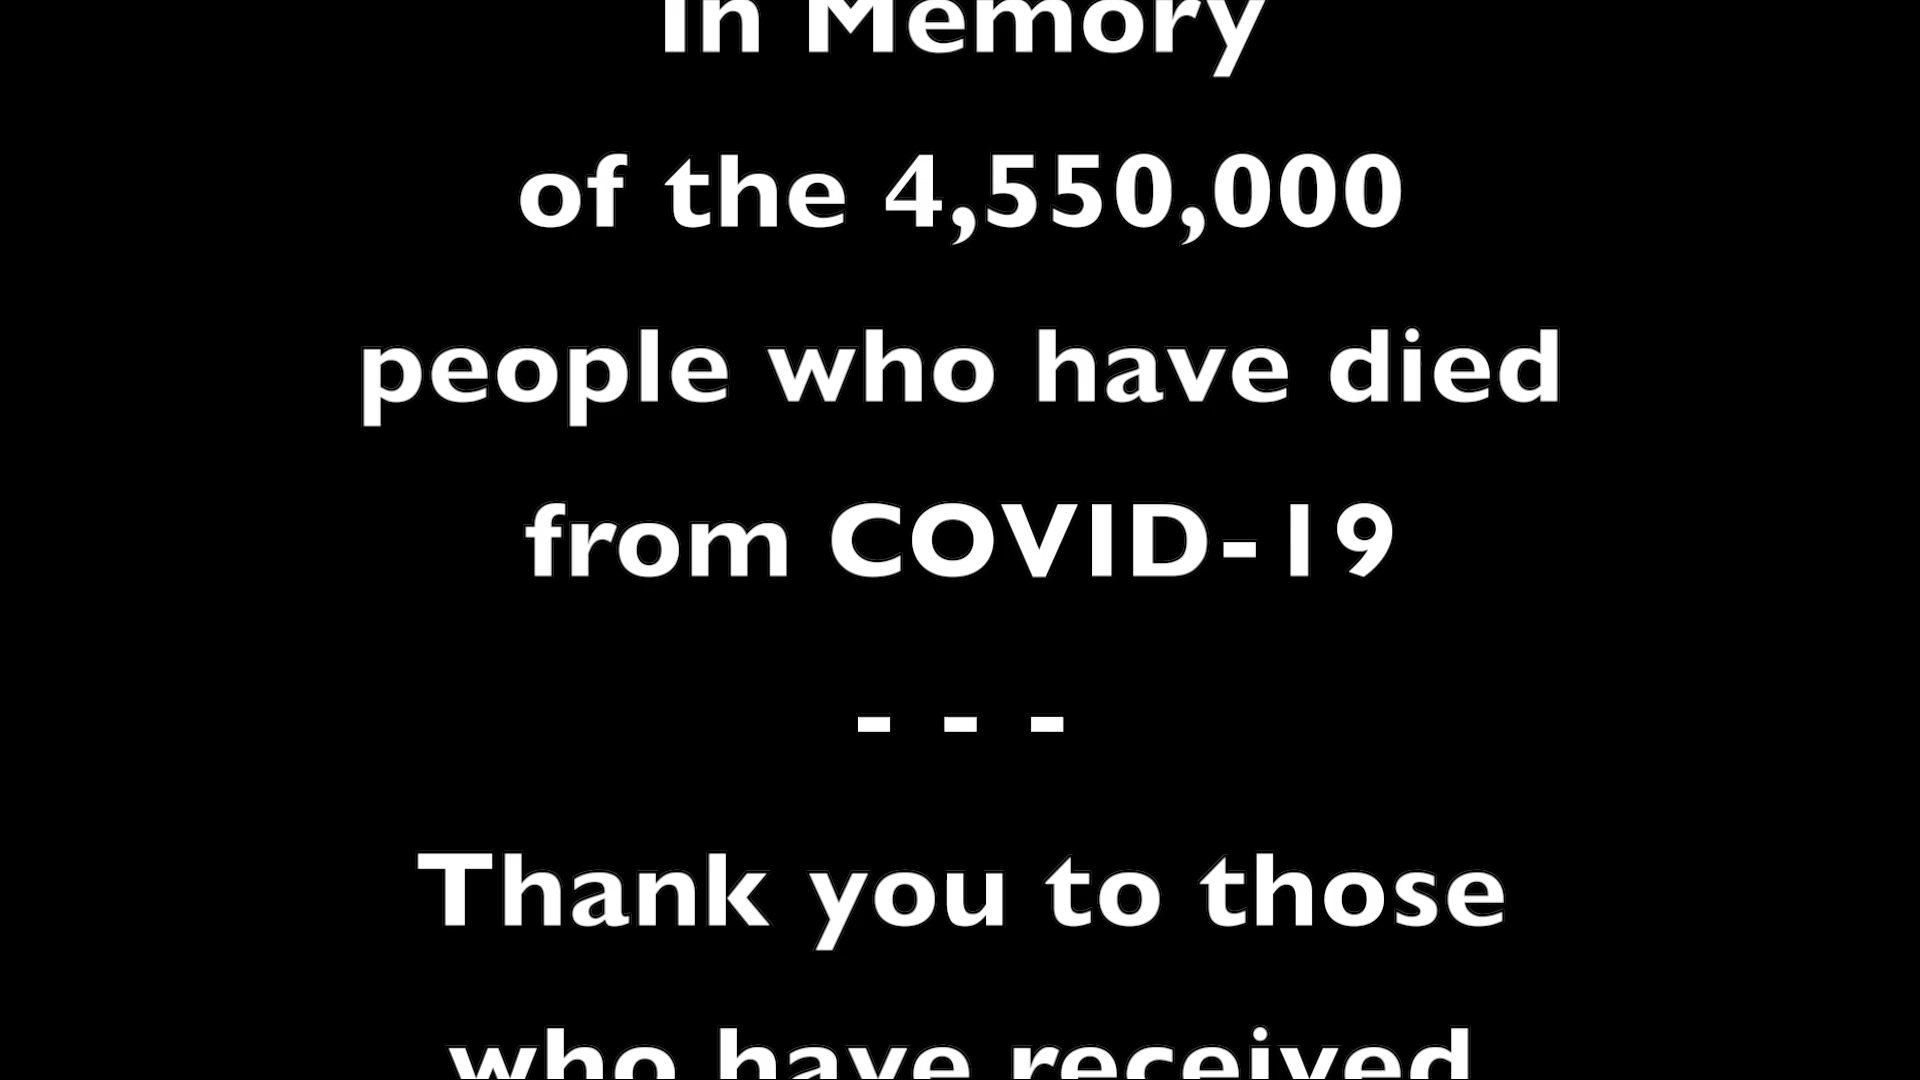 In Memory
of the 4,550,000
people who have died
from COVID-19
- - -
Thank you to those
who have received